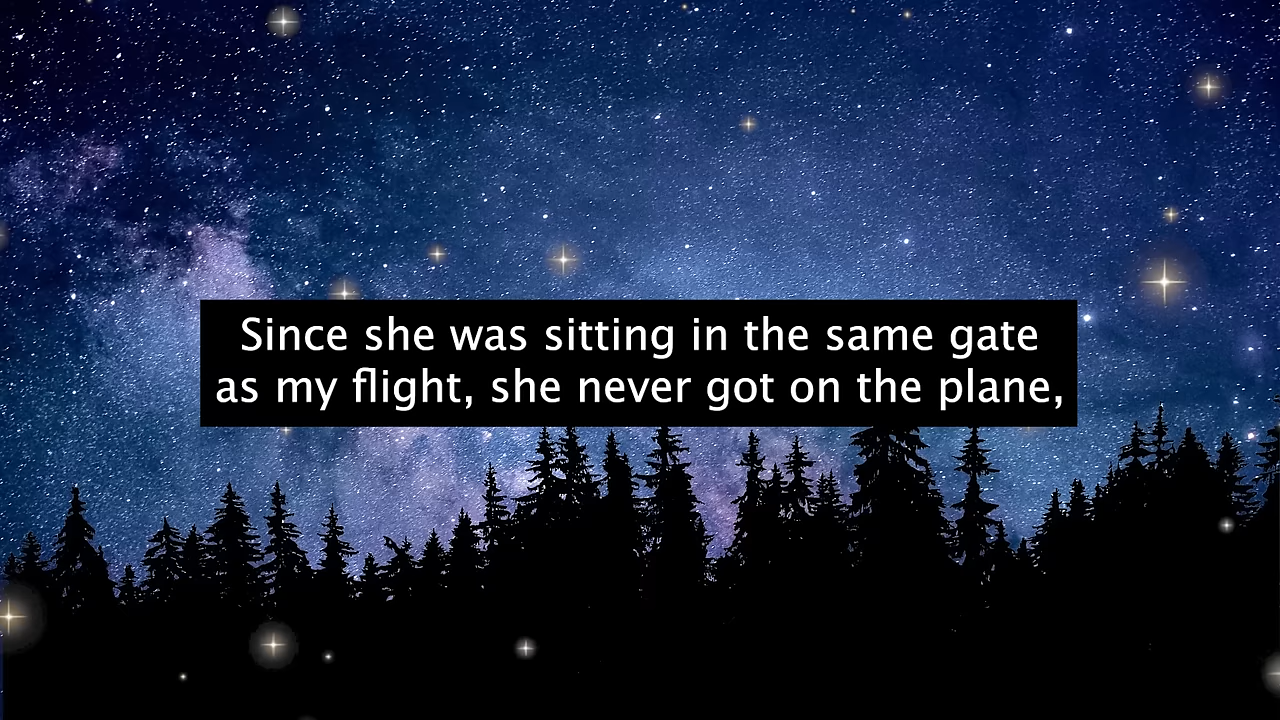 Since she was sitting in the same gate
as my flight, she never got on the plane,